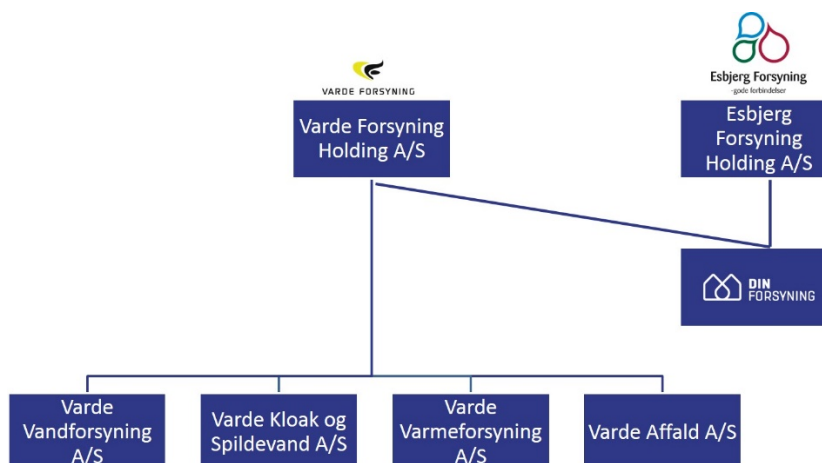 VARDE FORSYNING
Esbjerg Forsyning
-gode forbindelser
Varde Forsyning
Holding A/S
Esbjerg
Forsyning
Holding A/S
DIN
FORSYNING
Varde
Vandforsyning
A/S
Varde Kloak og
Spildevand A/S
Varde
Varmeforsyning
A/S
Varde Affald A/S